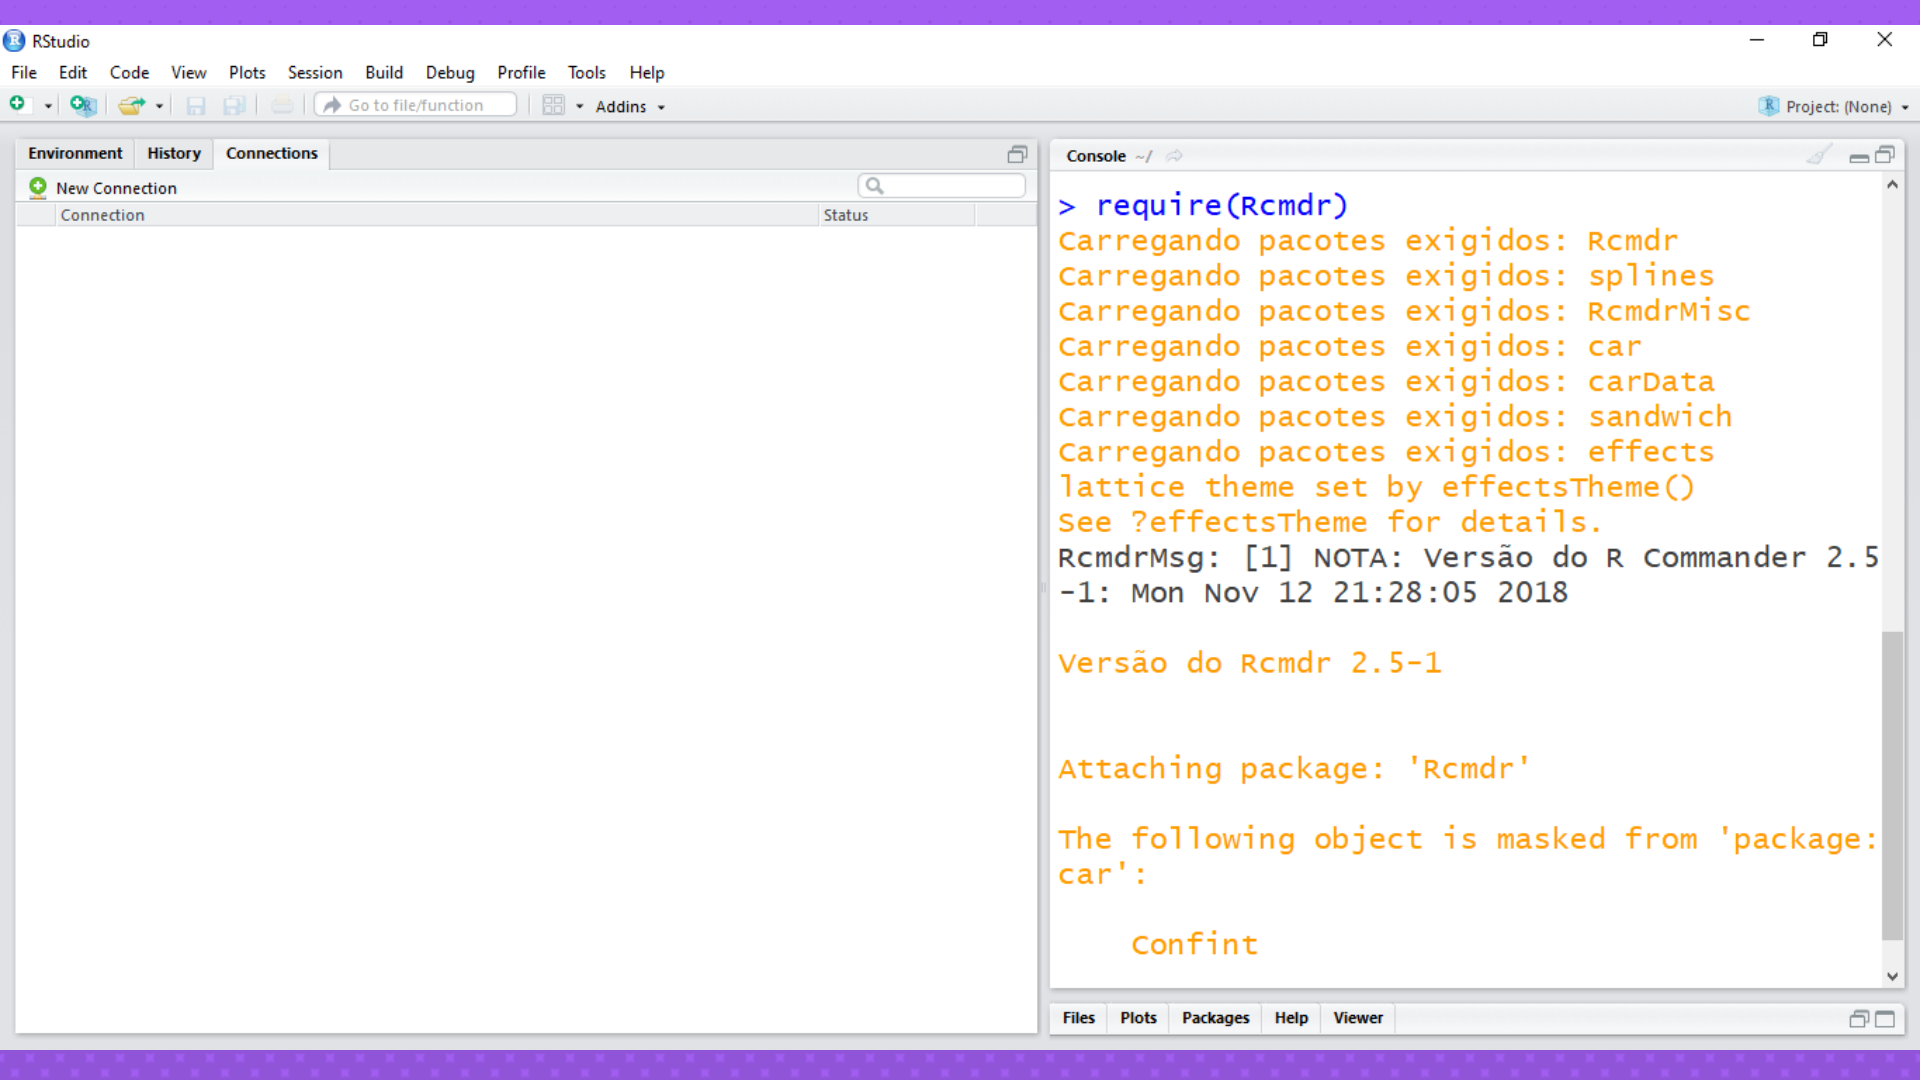 RStudio
File Edit Code View Plots Session Build Debug Profile Tools Help
Go to file/function Addins Project: (None)
Environment History Connections
New Connection
Connection Status
Console ~/
> require(Rcmdr)
Carregando pacotes exigidos: Rcmdr
Carregando pacotes exigidos: splines
Carregando pacotes exigidos: RcmdrMisc
Carregando pacotes exigidos: car
Carregando pacotes exigidos: carData
Carregando pacotes exigidos: sandwich
Carregando pacotes exigidos: effects
lattice theme set by effectsTheme()
See ?effectsTheme for details.
RcmdrMsg: [1] NOTA: Versão do R Commander 2.5
-1: Mon Nov 12 21:28:05 2018
Versão do Rcmdr 2.5-1
Attaching package: 'Rcmdr'
The following object is masked from 'package:
car':
Confint
Files Plots Packages Help Viewer